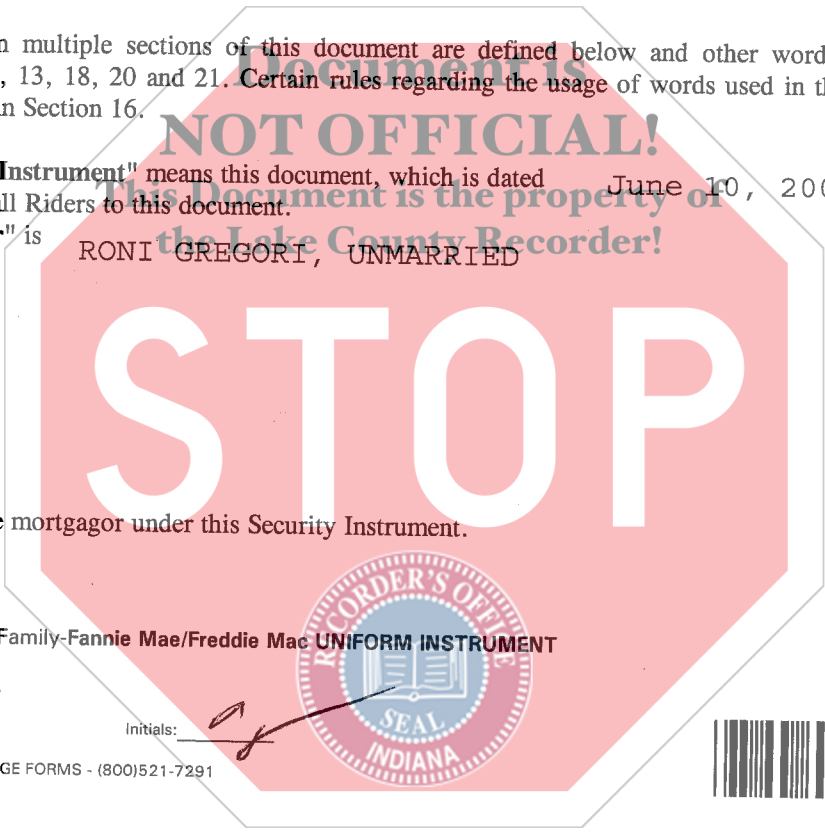 n multiple sections of this document are defined below and other word
, 13, 18, 20 and 21. Certain rules regarding the usage of words used in th
n Section 16.
Document is
NOT OFFICIAL!
This Document is the property of
the Lake County Recorder!
Instrument" means this document, which is dated June 10, 200
ll Riders to this document.
" is
RONI GREGORI, UNMARRIED
STOP
e mortgagor under this Security Instrument.
RECORDER'S OFFICE
SEAL
INDIANA
Family-Fannie Mae/Freddie Mac UNIFORM INSTRUMENT
Initials:
GE FORMS - (800)521-7291